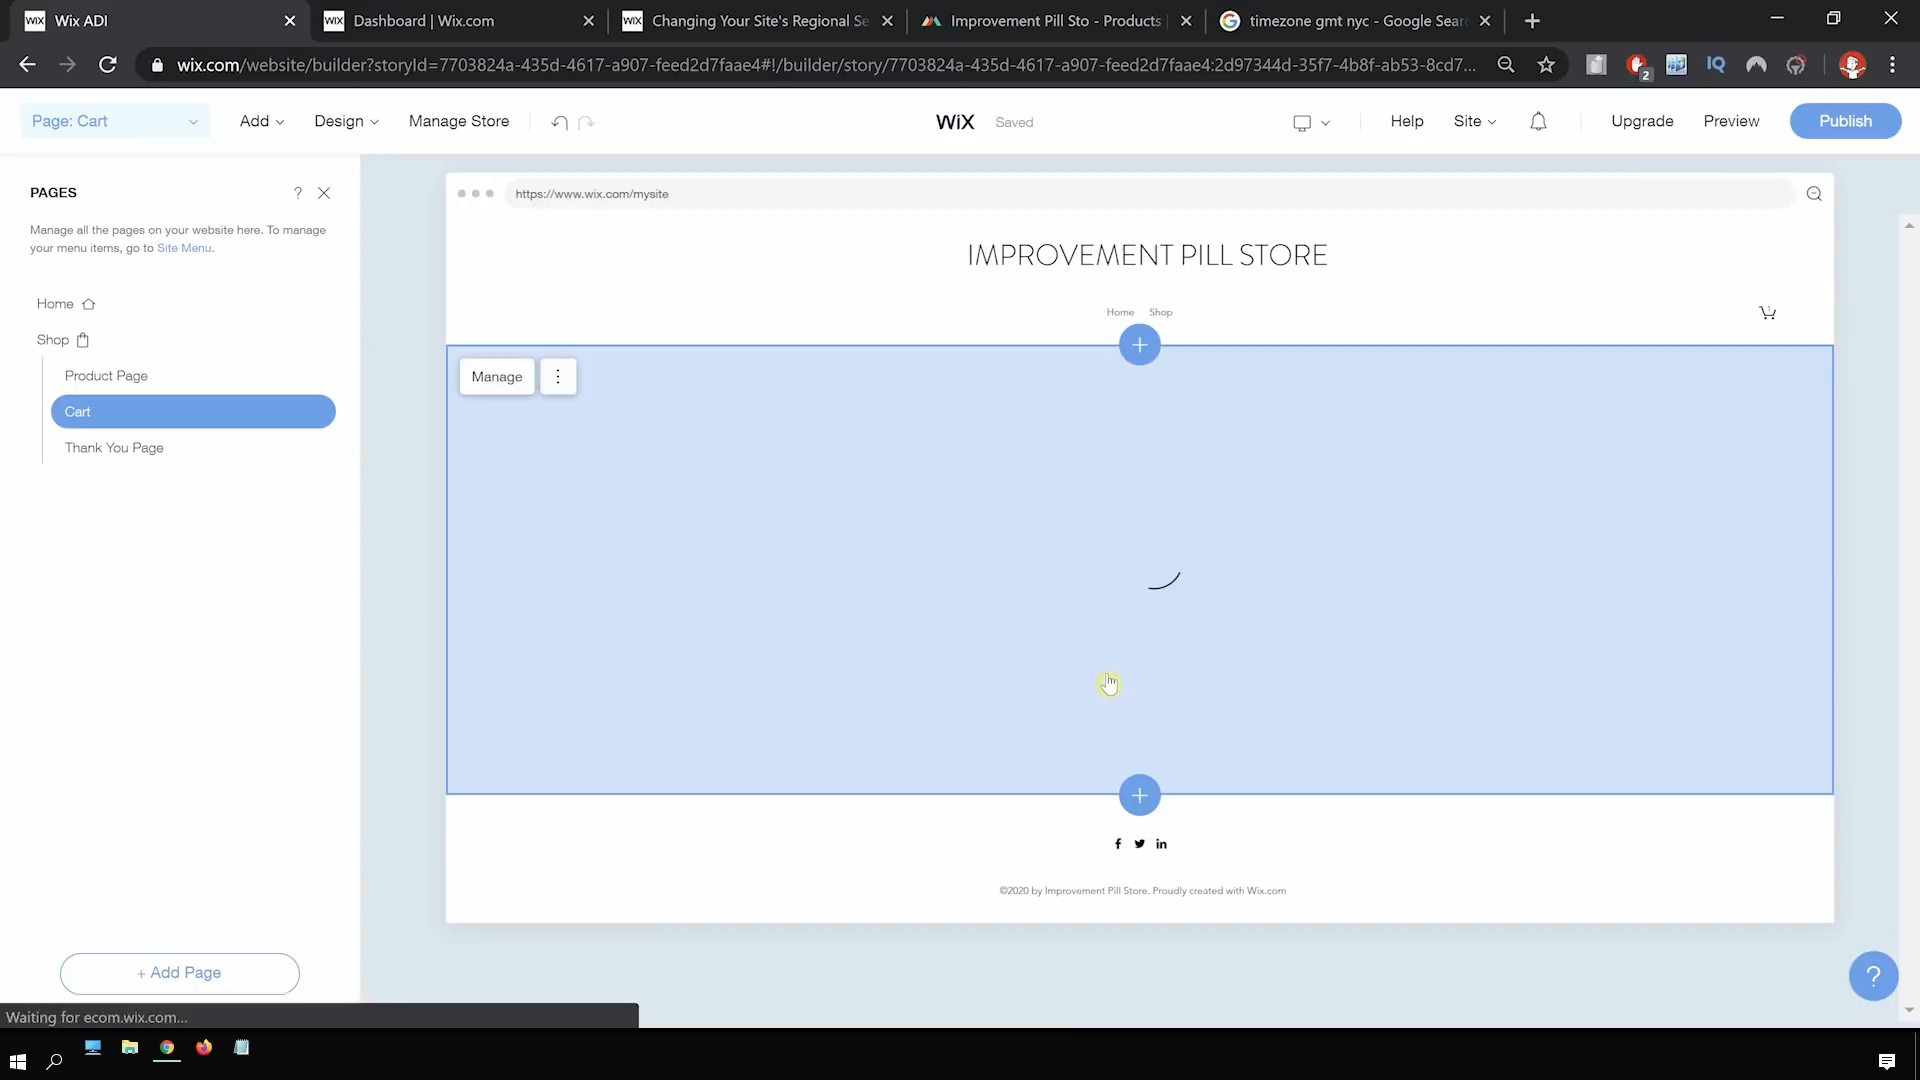 WiX Wix ADI
WiX Dashboard | Wix.com
WiX Changing Your Site's Regional Se
Improvement Pill Sto - Products |
timezone gmt nyc - Google Sear
wix.com/website/builder?storyId=7703824a-435d-4617-a907-feed2d7faae4#!/builder/story/7703824a-435d-4617-a907-feed2d7faae4:2d97344d-35f7-4b8f-ab53-8cd7...
2
IQ
Page: Cart
Add
Design
Manage Store
WiX
Saved
Help
Site
Upgrade
Preview
Publish
PAGES
?
Manage all the pages on your website here. To manage
your menu items, go to Site Menu.
Home
Shop
Product Page
Cart
Thank You Page
+ Add Page
https://www.wix.com/mysite
IMPROVEMENT PILL STORE
Home Shop
Manage
©2020 by Improvement Pill Store. Proudly created with Wix.com
?
Waiting for ecom.wix.com...